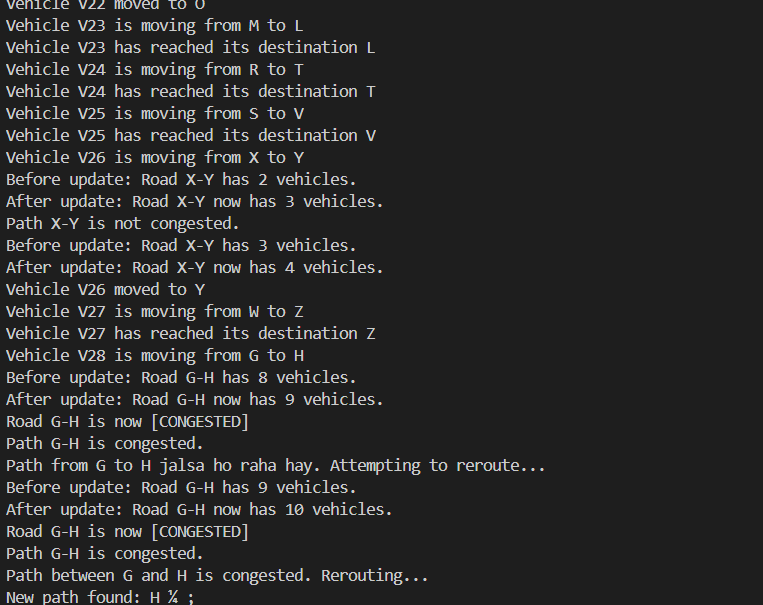 Vehicle V22 moved to O
Vehicle V23 is moving from M to L
Vehicle V23 has reached its destination L
Vehicle V24 is moving from R to T
Vehicle V24 has reached its destination T
Vehicle V25 is moving from S to V
Vehicle V25 has reached its destination V
Vehicle V26 is moving from X to Y
Before update: Road X-Y has 2 vehicles.
After update: Road X-Y now has 3 vehicles.
Path X-Y is not congested.
Before update: Road X-Y has 3 vehicles.
After update: Road X-Y now has 4 vehicles.
Vehicle V26 moved to Y
Vehicle V27 is moving from W to Z
Vehicle V27 has reached its destination Z
Vehicle V28 is moving from G to H
Before update: Road G-H has 8 vehicles.
After update: Road G-H now has 9 vehicles.
Road G-H is now [CONGESTED]
Path G-H is congested.
Path from G to H jalsa ho raha hay. Attempting to reroute...
Before update: Road G-H has 9 vehicles.
After update: Road G-H now has 10 vehicles.
Road G-H is now [CONGESTED]
Path G-H is congested.
Path between G and H is congested. Rerouting...
New path found: H ¼ ;